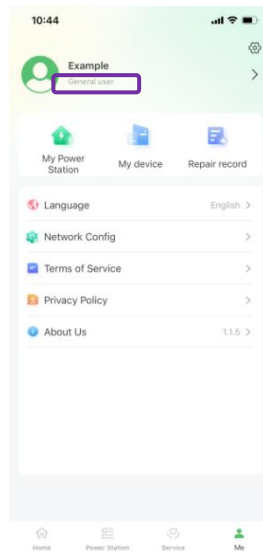 10:44
Example
General user
My Power
Station
My device
Repair record
Language
English
Network Config
Terms of Service
Privacy Policy
About Us
1.1.5
Home
Power Station
Service
Me